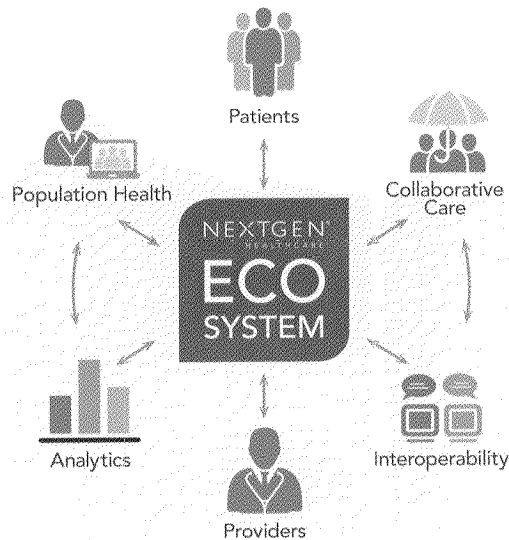 Patients
Population Health
Collaborative
Care
NEXTGEN®
HEALTHCARE
ECO
SYSTEM
Analytics
Interoperability
Providers